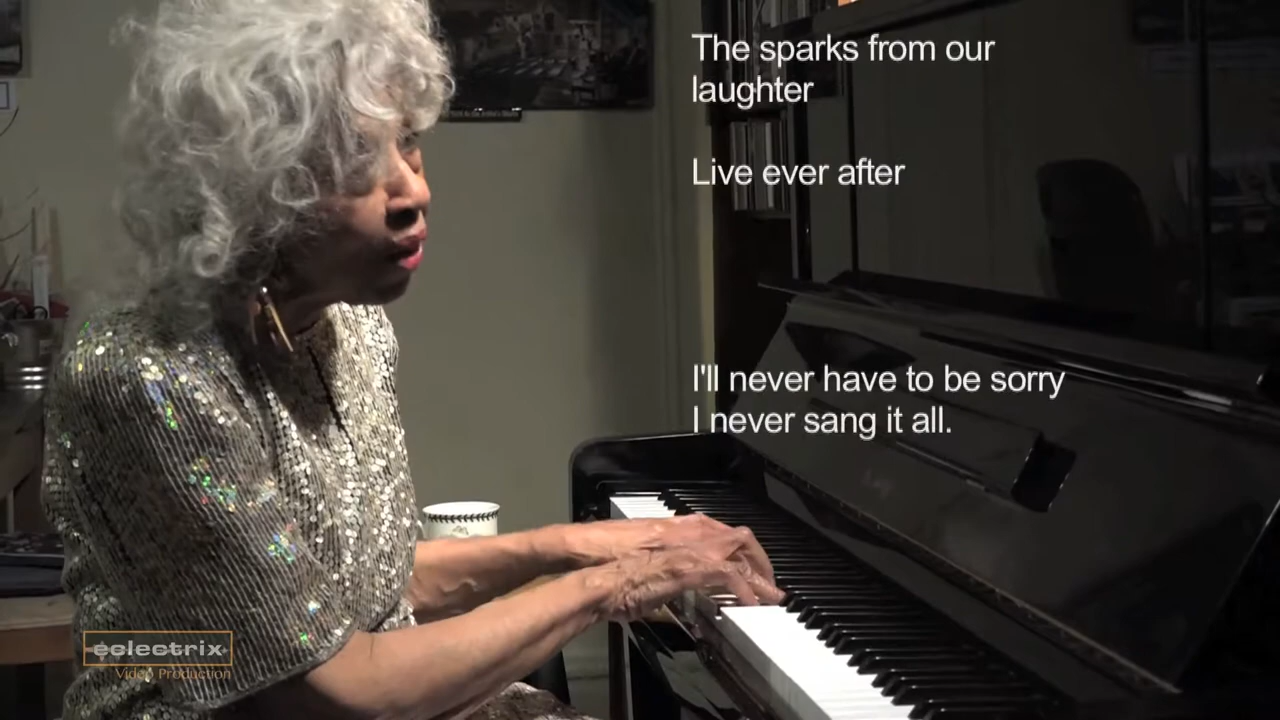 The sparks from our
laughter
Live ever after
I'll never have to be sorry
I never sang it all.
eclectrix
Video Production